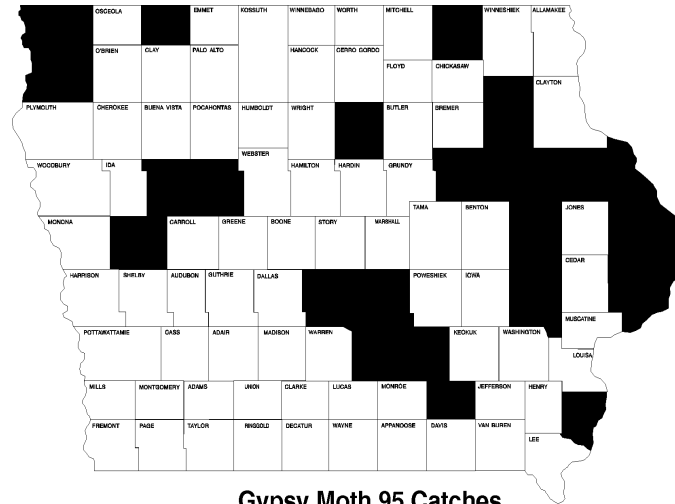 OSCEOLA EMMET KOSSUTH WINNEBAGO WORTH MITCHELL WINNESHIEK ALLAMAKEE
O'BRIEN CLAY PALO ALTO HANCOCK CERRO GORDO
FLOYD CHICKASAW
CLAYTON
PLYMOUTH CHEROKEE BUENA VISTA POCAHONTAS HUMBOLDT WRIGHT BUTLER BREMER
WEBSTER
WOODBURY IDA HAMILTON HARDIN GRUNDY
TAMA BENTON JONES
MONONA CARROLL GREENE BOONE STORY MARSHALL
CEDAR
HARRISON SHELBY AUDUBON GUTHRIE DALLAS POWESHIEK IOWA
MUSCATINE
POTTAWATTAMIE CASS ADAIR MADISON WARREN KEOKUK WASHINGTON
LOUISA
MILLS MONTGOMERY ADAMS UNION CLARKE LUCAS MONROE JEFFERSON HENRY
FREMONT PAGE TAYLOR RINGGOLD DECATUR WAYNE APPANOOSE DAVIS VAN BUREN
LEE
Gypsy Moth 95 Catches